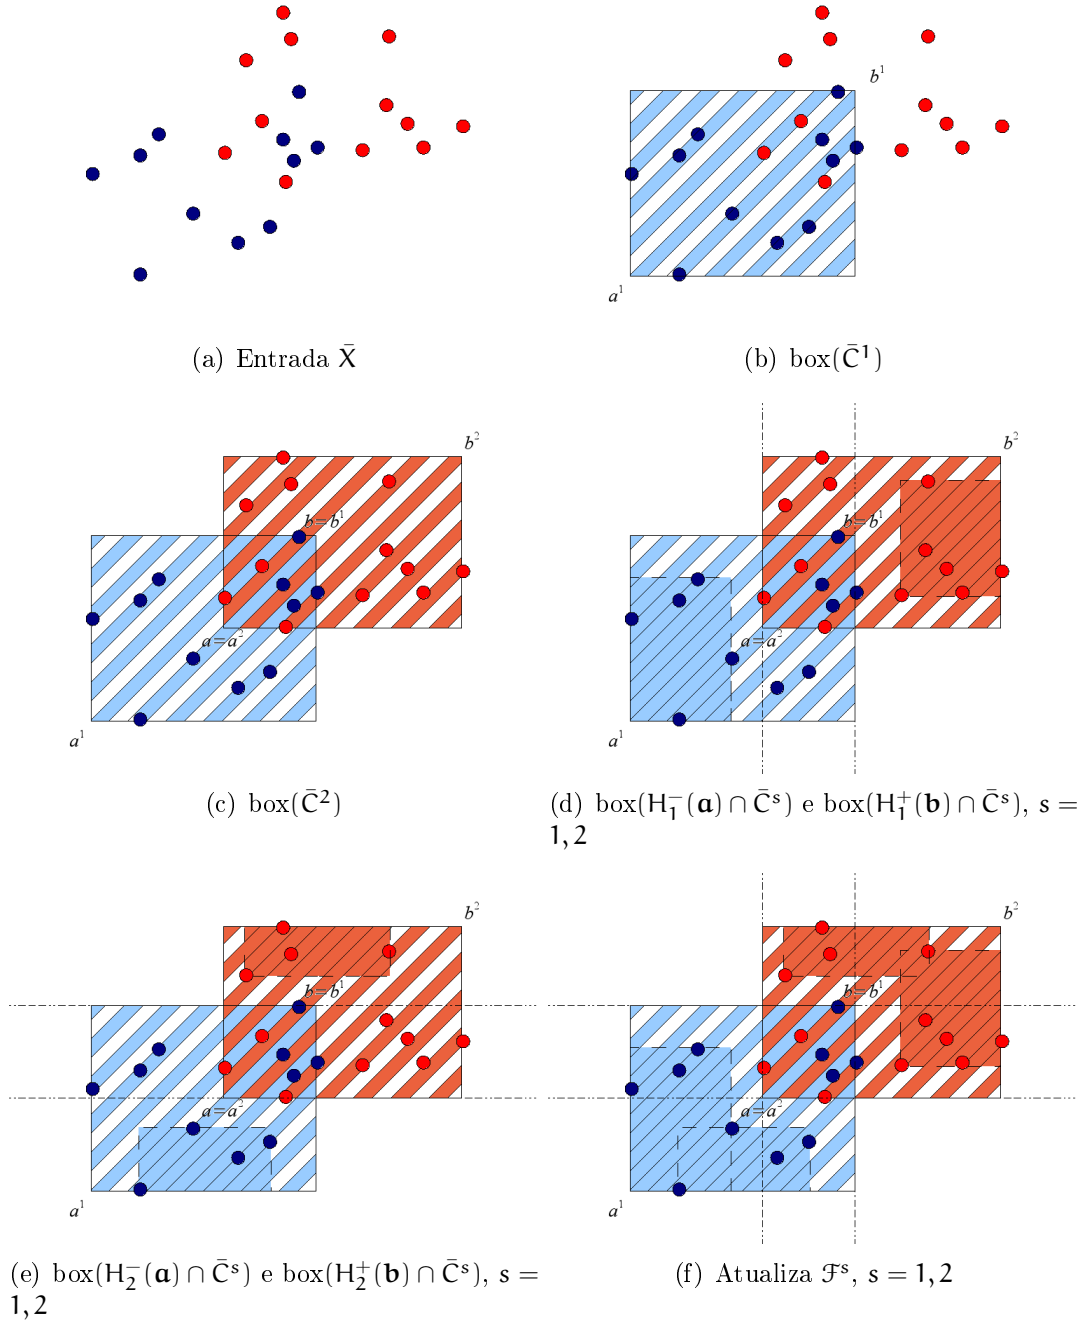 b¹
a¹
(a) Entrada X̄
(b) box(C̄¹)
b²
b=b¹
a=a²
a¹
b²
b=b¹
a=a²
a¹
(c) box(C̄²)
(d) box(H₁⁻(𝒂) ∩ C̄ˢ) e box(H₁⁺(𝒃) ∩ C̄ˢ), s =
1, 2
b²
b=b¹
a=a²
a¹
b²
b=b¹
a=a²
a¹
(e) box(H₂⁻(𝒂) ∩ C̄ˢ) e box(H₂⁺(𝒃) ∩ C̄ˢ), s =
1, 2
(f) Atualiza ℱˢ, s = 1, 2